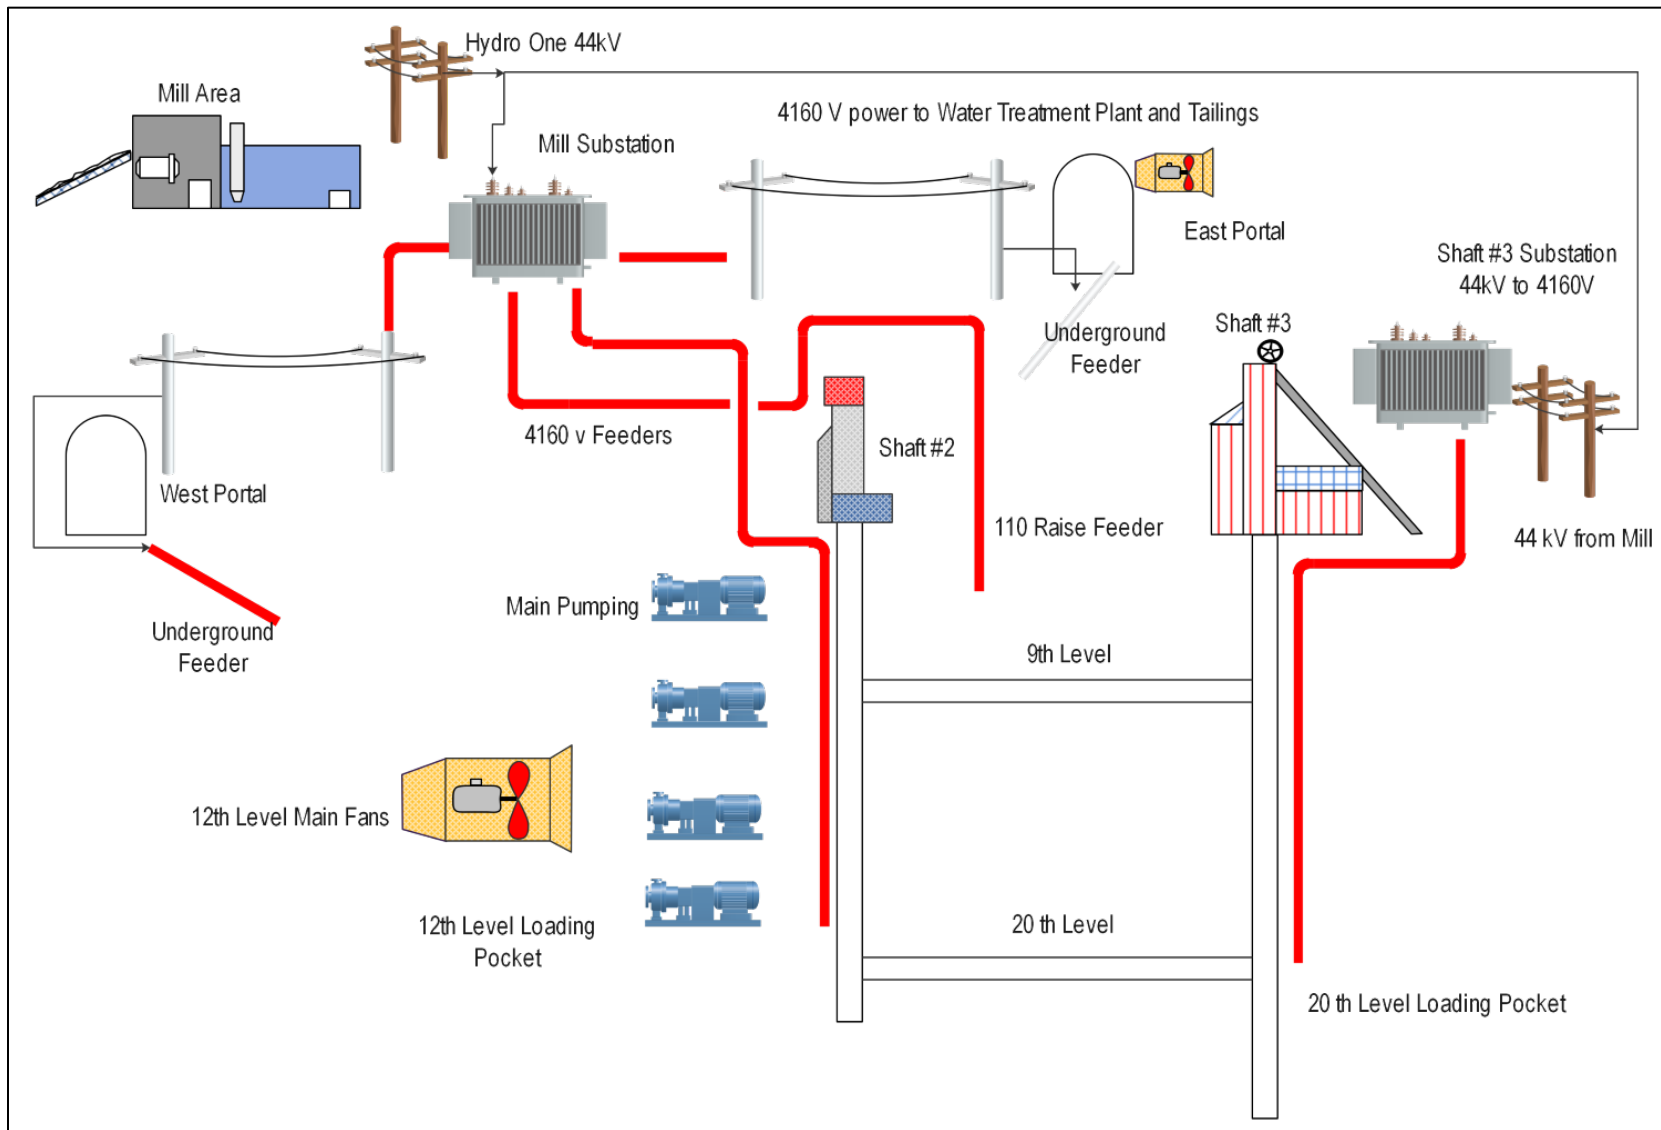 Hydro One 44kV
Mill Area
4160 V power to Water Treatment Plant and Tailings
Mill Substation
East Portal
Shaft #3 Substation
44kV to 4160V
Shaft #3
Underground
Feeder
4160 v Feeders
Shaft #2
West Portal
110 Raise Feeder
44 kV from Mill
Main Pumping
Underground
Feeder
9th Level
12th Level Main Fans
12th Level Loading
Pocket
20 th Level
20 th Level Loading Pocket